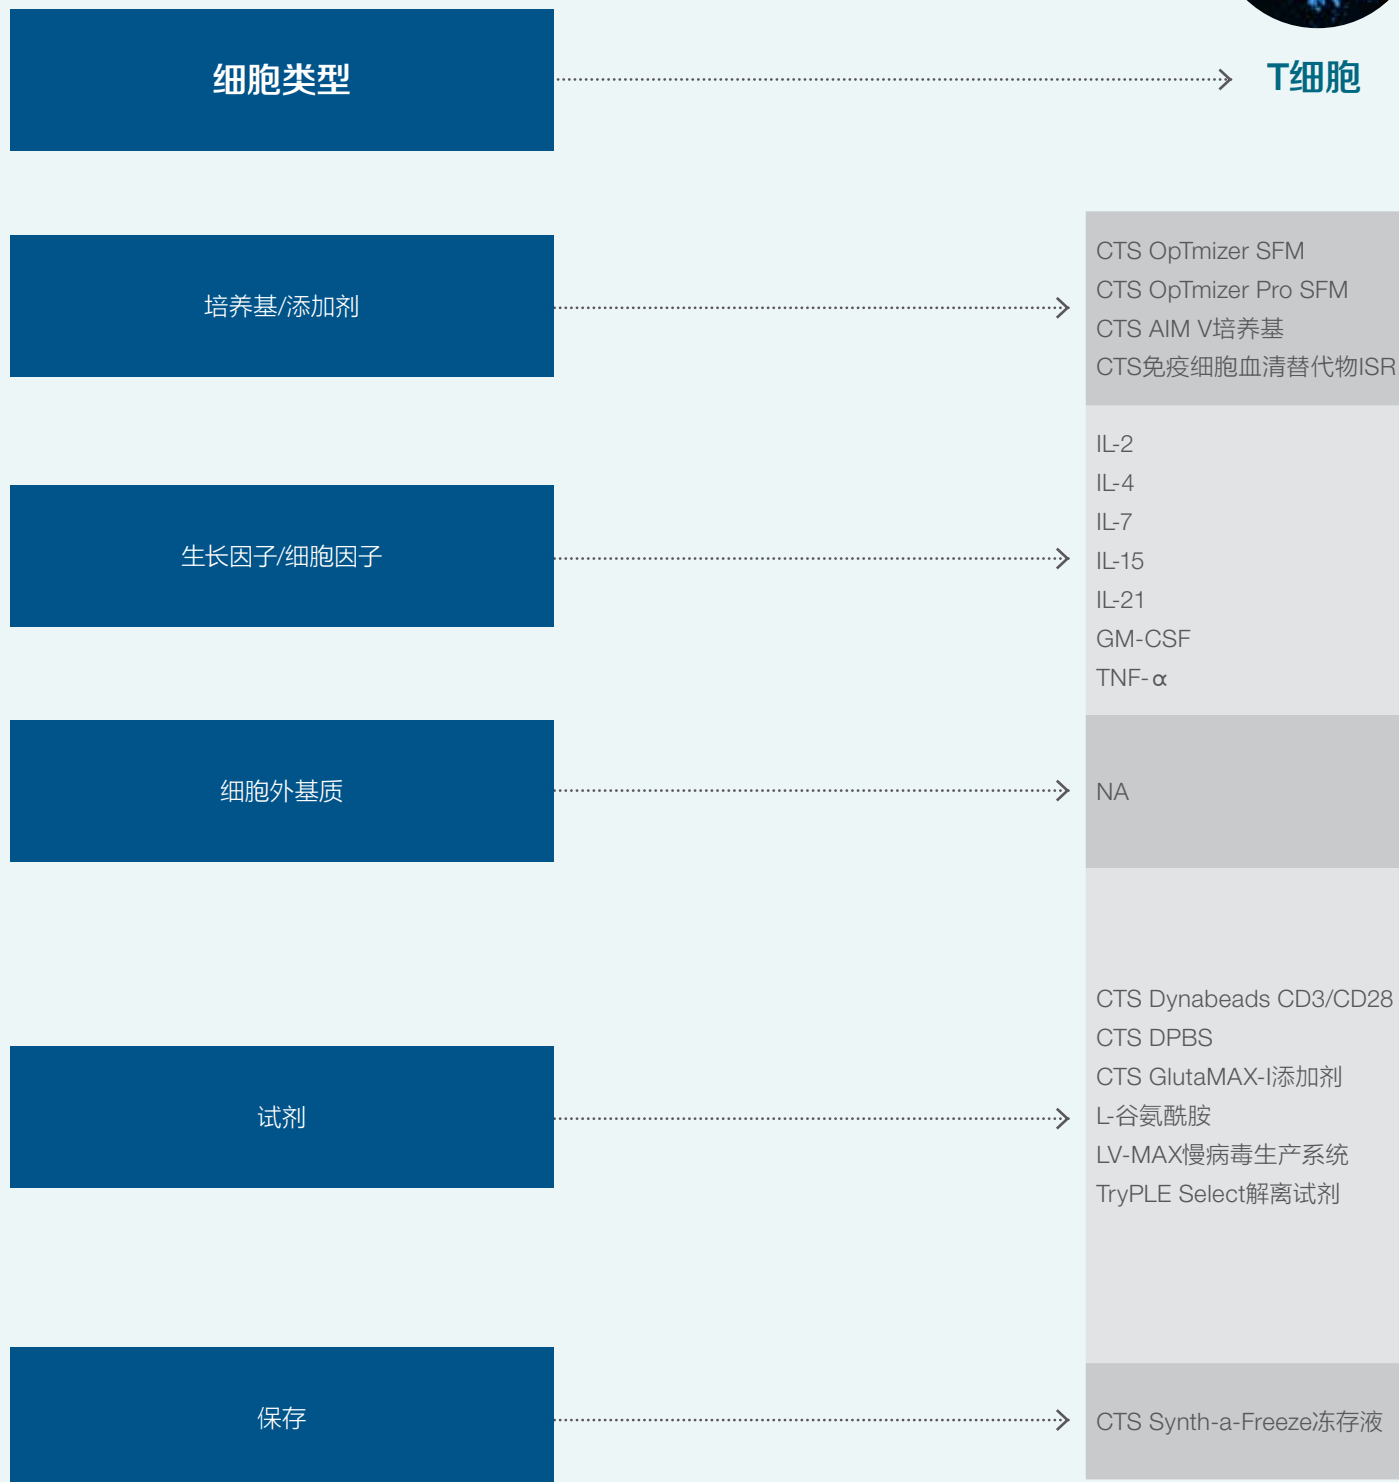 细胞类型
T细胞
培养基/添加剂
CTS OpTmizer SFM
CTS OpTmizer Pro SFM
CTS AIM V培养基
CTS免疫细胞血清替代物ISR
生长因子/细胞因子
IL-2
IL-4
IL-7
IL-15
IL-21
GM-CSF
TNF-α
细胞外基质
NA
试剂
CTS Dynabeads CD3/CD28
CTS DPBS
CTS GlutaMAX-I添加剂
L-谷氨酰胺
LV-MAX慢病毒生产系统
TryPLE Select解离试剂
保存
CTS Synth-a-Freeze冻存液